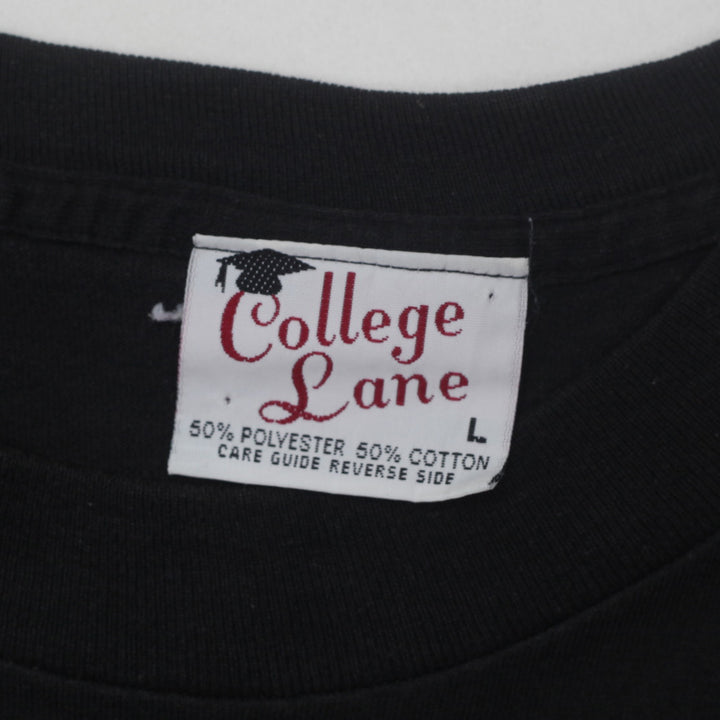 College
Lane
L
50% POLYESTER 50% COTTON
CARE GUIDE REVERSE SIDE